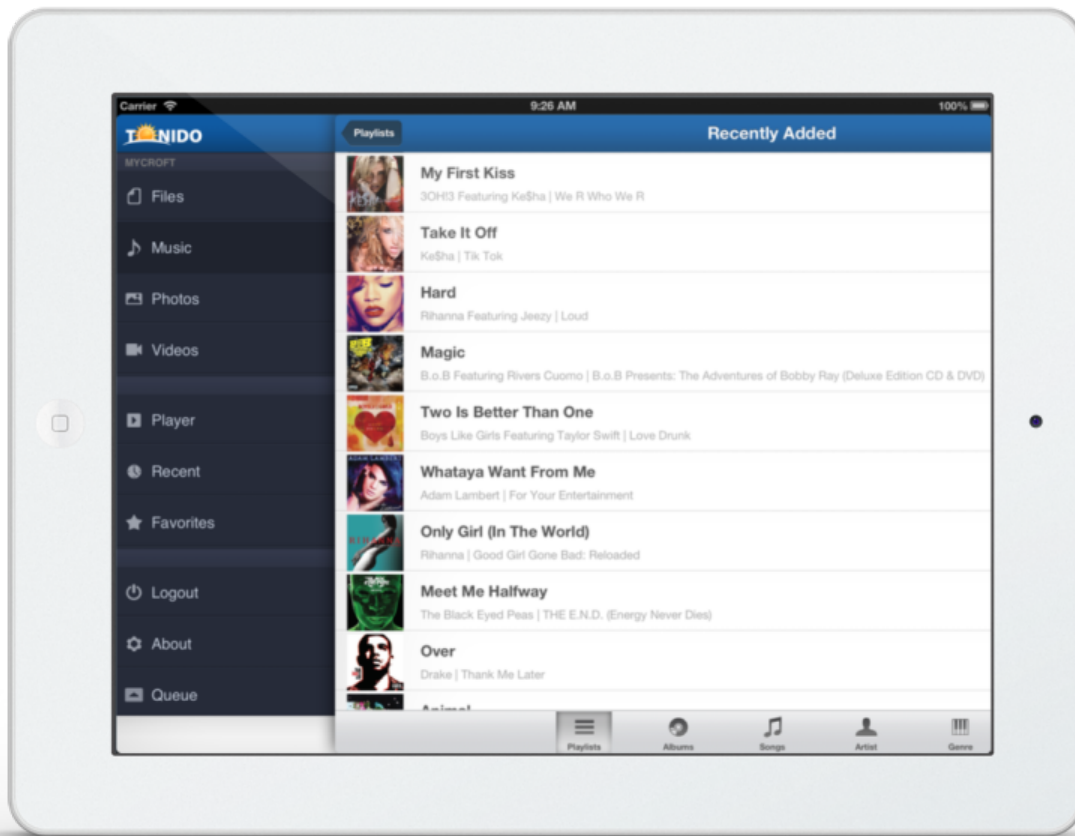 Carrier
9:26 AM
100%
TONIDO
Playlists
Recently Added
MYCROFT
Files
Music
Photos
Videos
Player
Recent
Favorites
Logout
About
Queue
My First Kiss
3OH!3 Featuring Ke$ha | We R Who We R
Take It Off
Ke$ha | Tik Tok
Hard
Rihanna Featuring Jeezy | Loud
Magic
B.o.B Featuring Rivers Cuomo | B.o.B Presents: The Adventures of Bobby Ray (Deluxe Edition CD & DVD)
Two Is Better Than One
Boys Like Girls Featuring Taylor Swift | Love Drunk
Whataya Want From Me
Adam Lambert | For Your Entertainment
Only Girl (In The World)
Rihanna | Good Girl Gone Bad: Reloaded
Meet Me Halfway
The Black Eyed Peas | THE E.N.D. (Energy Never Dies)
Over
Drake | Thank Me Later
Playlists
Albums
Songs
Artist
Genre